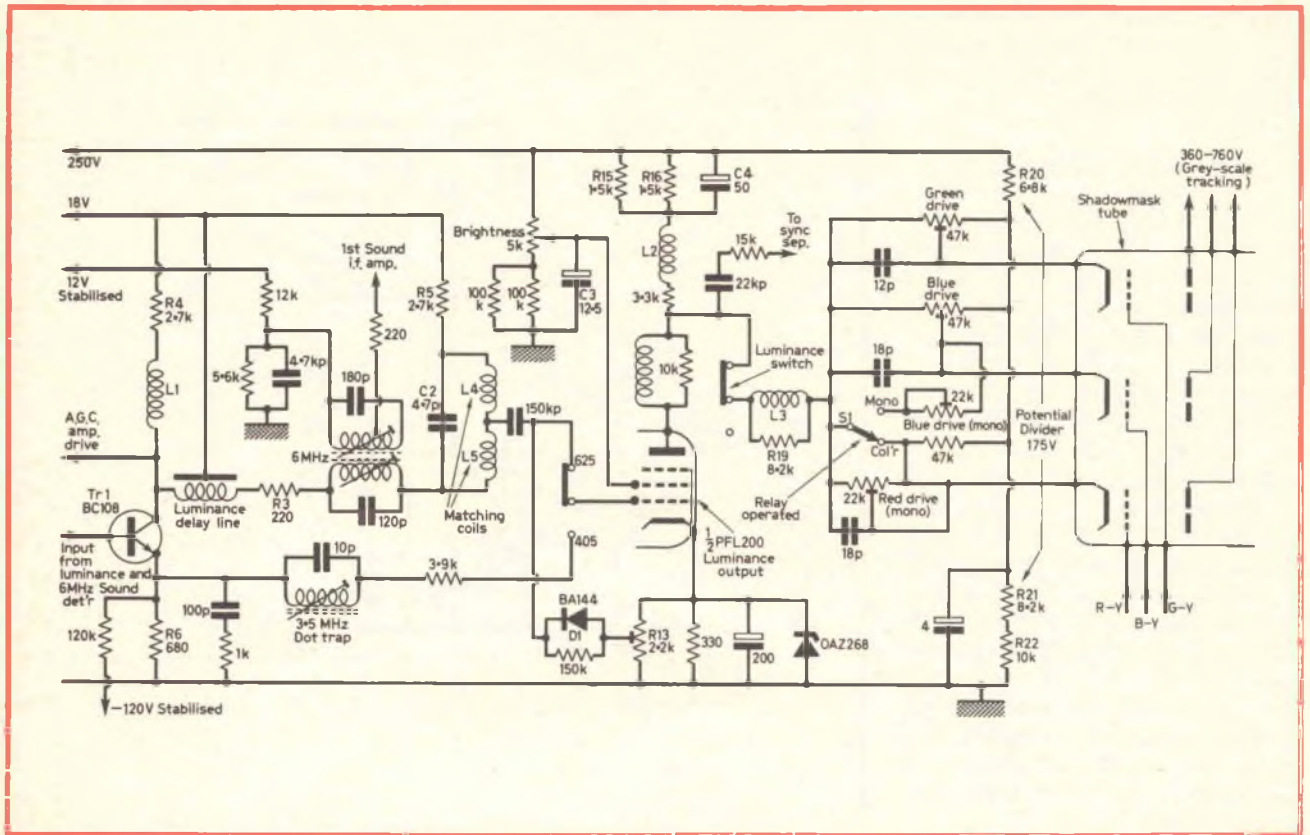 250V
18V
12V
Stabilised
R4
2·7k
L1
A.G.C.
amp.
drive
Tr 1
BC108
Input
from
luminance and
6MHz Sound
det'r
120k
R6
680
-120V Stabilised
100p
1k
12k
5·6k
4·7kp
180p
1st Sound
i.f. amp.
220
6MHz
Luminance
delay line
R3
220
120p
10p
3·5 MHz
Dot trap
3·9k
R5
2·7k
C2
4·7p
L4
L5
Matching
coils
150kp
625
405
Brightness
5k
100
k
100
k
C3
12·5
R15
1·5k
R16
1·5k
C4
50
L2
3·3k
10k
15k
To
sync
sep.
22kp
Luminance
switch
L3
R19
8·2k
½PFL200
Luminance
output
BA144
D1
150k
R13
2·2k
330
200
OAZ268
Green
drive
47k
12p
Blue
drive
47k
18p
Mono
22k
Blue drive (mono)
S1
Col'r
47k
Relay
operated
22k
Red drive
(mono)
18p
R20
6·8k
Potential
Divider
175V
4
R21
8·2k
R22
10k
Shadowmask
tube
360-760V
(Grey-scale
tracking)
R-Y
B-Y
G-Y